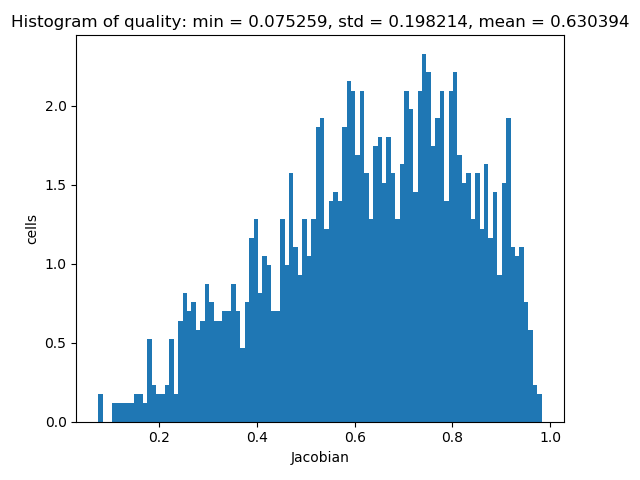 Histogram of quality: min = 0.075259, std = 0.198214, mean = 0.630394
2.0
1.5
1.0
0.5
0.0
cells
0.2 0.4 0.6 0.8 1.0
Jacobian